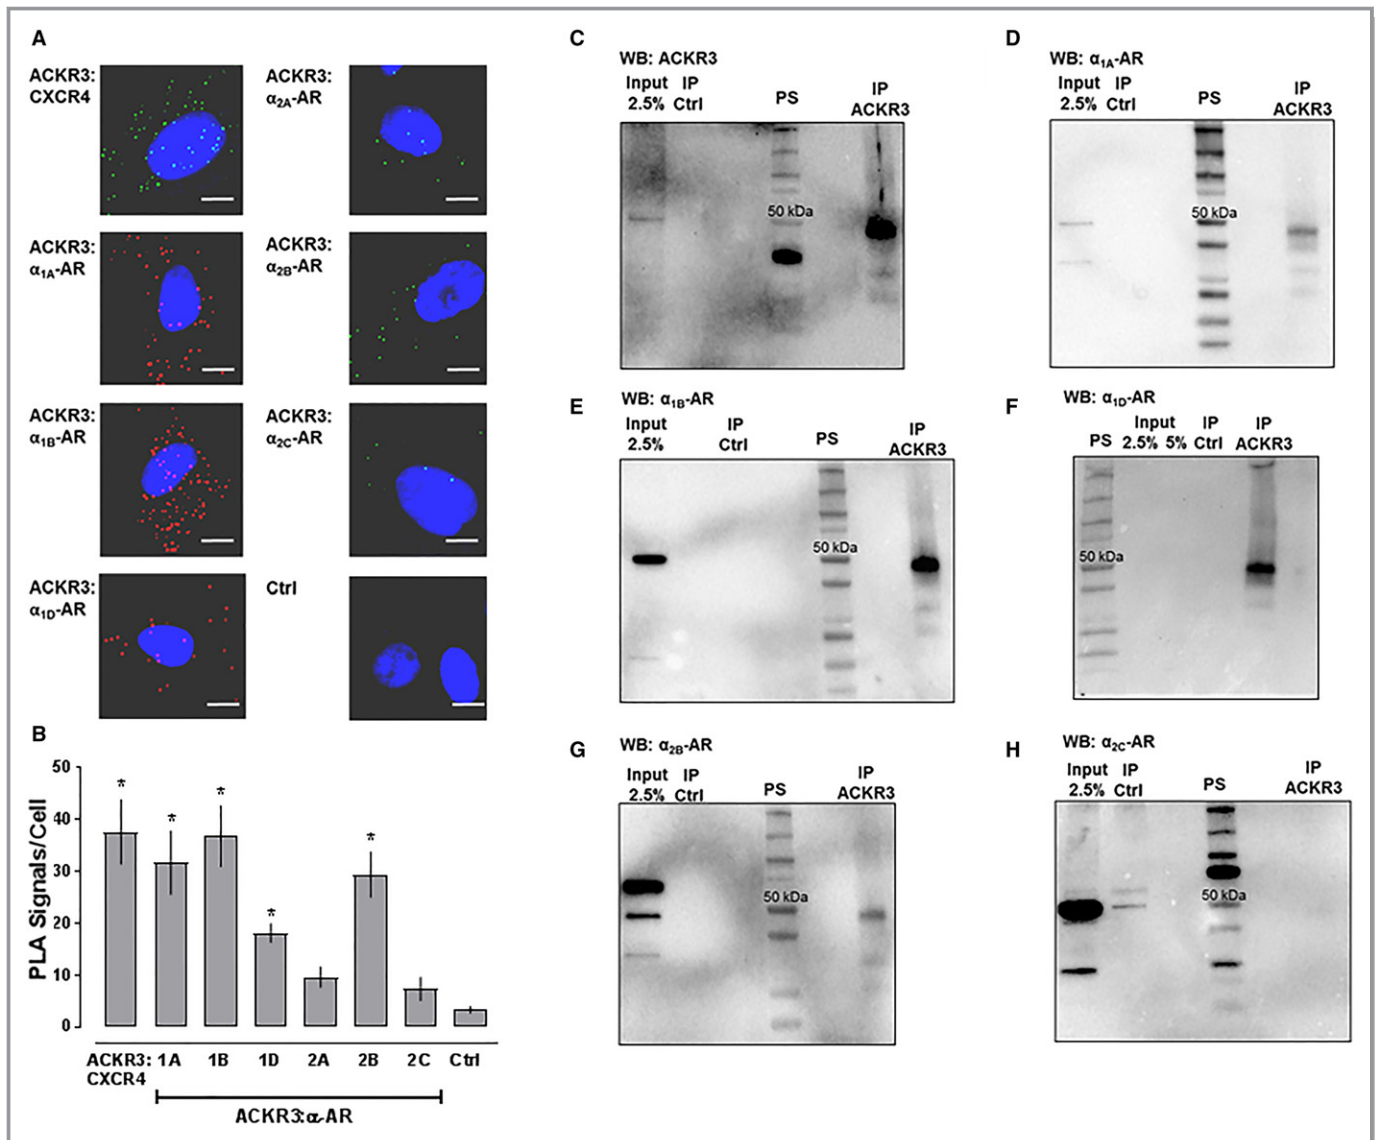 A
ACKR3:
CXCR4
ACKR3:
α2A-AR
ACKR3:
α1A-AR
ACKR3:
α2B-AR
ACKR3:
α1B-AR
ACKR3:
α2C-AR
ACKR3:
α1D-AR
Ctrl
B
PLA Signals/Cell
50
40
30
20
10
0
*
*
*
*
*
ACKR3:
CXCR4
1A
1B
1D
2A
2B
2C
Ctrl
ACKR3:α-AR
C
WB: ACKR3
Input
2.5%
IP
Ctrl
PS
IP
ACKR3
50 kDa
D
WB: α1A-AR
Input
2.5%
IP
Ctrl
PS
IP
ACKR3
50 kDa
E
WB: α1B-AR
Input
2.5%
IP
Ctrl
PS
IP
ACKR3
50 kDa
F
WB: α1D-AR
PS
Input
2.5% 5%
IP
Ctrl
IP
ACKR3
50 kDa
G
WB: α2B-AR
Input
2.5%
IP
Ctrl
PS
IP
ACKR3
50 kDa
H
WB: α2C-AR
Input
2.5%
IP
Ctrl
PS
IP
ACKR3
50 kDa